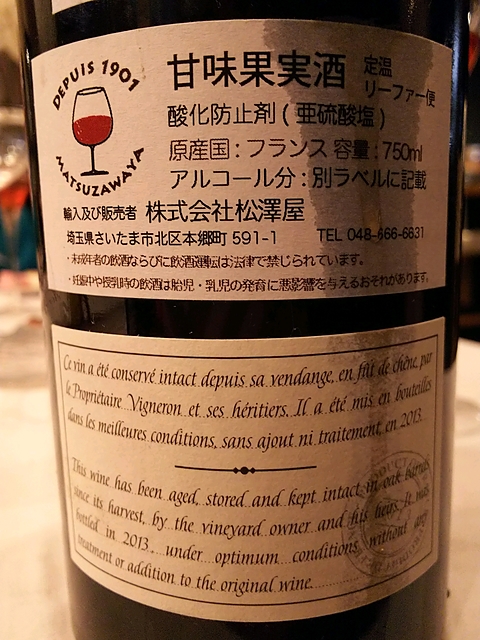 DEPUIS 1901
MATSUZAWAYA
甘味果実酒 定温
リーファー便
酸化防止剤(亜硫酸塩)
原産国:フランス 容量:750ml
アルコール分:別ラベルに記載
輸入及び販売者 株式会社松澤屋
埼玉県さいたま市北区本郷町 591-1 TEL 048-666-6631
・未成年者の飲酒ならびに飲酒運転は法律で禁じられています。
・妊娠中や授乳時の飲酒は胎児・乳児の発育に悪影響を与えるおそれがあります。
Ce vin a été conservé intact depuis sa vendange, en fût de chêne, par
le Propriétaire Vigneron et ses héritiers. Il a été mis en bouteilles
dans les meilleures conditions, sans ajout ni traitement, en 2013
This wine has been aged, stored and kept intact in oak barrels
since its harvest, by the vineyard owner and his heirs. It was
bottled in 2013 under optimum conditions without any
treatment or addition to the original wine.